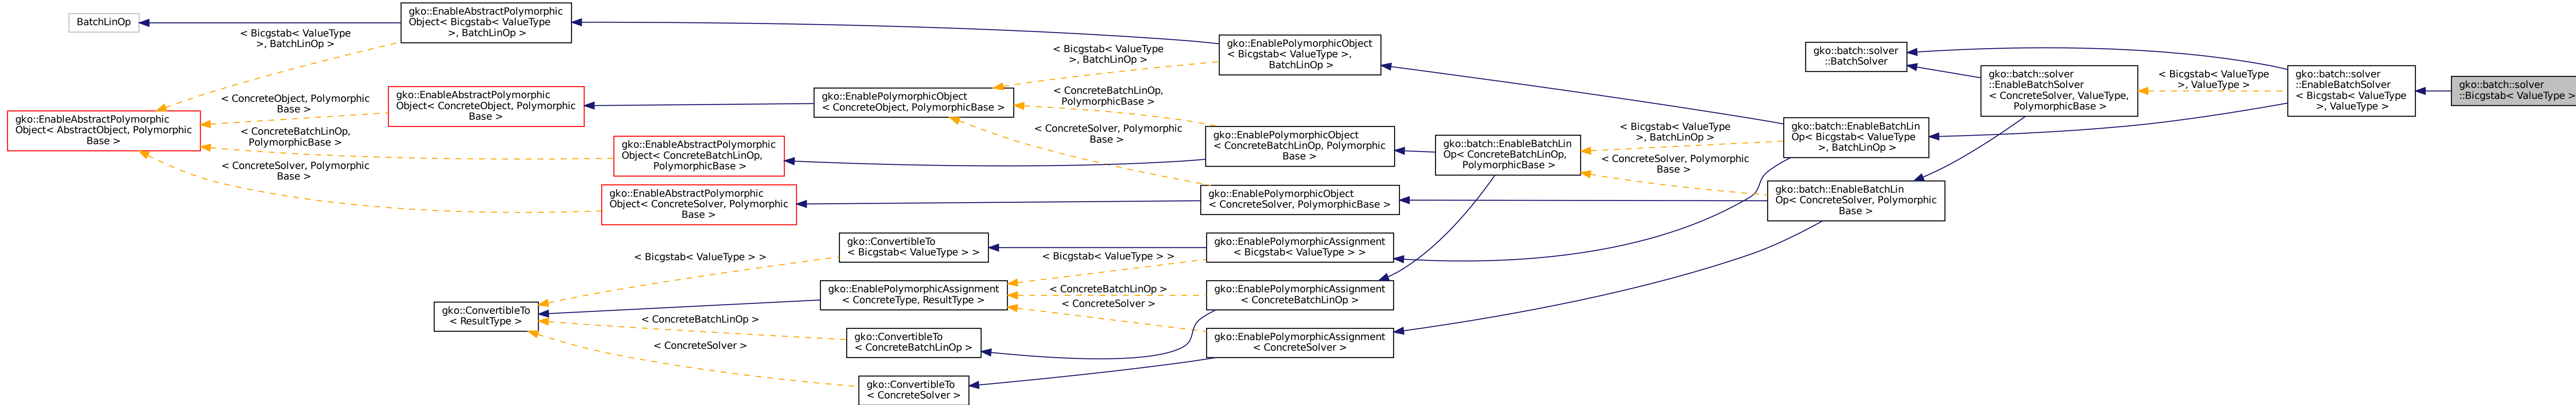 BatchLinOp
gko::EnableAbstractPolymorphic
Object< Bicgstab< ValueType
>, BatchLinOp >
< Bicgstab< ValueType
>, BatchLinOp >
gko::EnableAbstractPolymorphic
Object< AbstractObject, Polymorphic
Base >
< ConcreteObject, Polymorphic
Base >
< ConcreteBatchLinOp,
PolymorphicBase >
< ConcreteSolver, Polymorphic
Base >
gko::EnableAbstractPolymorphic
Object< ConcreteObject, Polymorphic
Base >
gko::EnableAbstractPolymorphic
Object< ConcreteBatchLinOp,
PolymorphicBase >
gko::EnableAbstractPolymorphic
Object< ConcreteSolver, Polymorphic
Base >
gko::EnablePolymorphicObject
< ConcreteObject, PolymorphicBase >
< Bicgstab< ValueType
>, BatchLinOp >
< ConcreteBatchLinOp,
PolymorphicBase >
< ConcreteSolver, Polymorphic
Base >
gko::EnablePolymorphicObject
< Bicgstab< ValueType >,
BatchLinOp >
gko::EnablePolymorphicObject
< ConcreteBatchLinOp, Polymorphic
Base >
gko::EnablePolymorphicObject
< ConcreteSolver, PolymorphicBase >
gko::batch::EnableBatchLin
Op< ConcreteBatchLinOp,
PolymorphicBase >
< Bicgstab< ValueType
>, BatchLinOp >
< ConcreteSolver, Polymorphic
Base >
gko::batch::solver
::BatchSolver
gko::batch::EnableBatchLin
Op< Bicgstab< ValueType
>, BatchLinOp >
gko::batch::EnableBatchLin
Op< ConcreteSolver, Polymorphic
Base >
gko::batch::solver
::EnableBatchSolver
< ConcreteSolver, ValueType,
PolymorphicBase >
< Bicgstab< ValueType
>, ValueType >
gko::batch::solver
::EnableBatchSolver
< Bicgstab< ValueType
>, ValueType >
gko::batch::solver
::Bicgstab< ValueType >
gko::ConvertibleTo
< ResultType >
< Bicgstab< ValueType > >
< ConcreteBatchLinOp >
< ConcreteSolver >
gko::ConvertibleTo
< Bicgstab< ValueType > >
gko::EnablePolymorphicAssignment
< ConcreteType, ResultType >
gko::ConvertibleTo
< ConcreteBatchLinOp >
gko::ConvertibleTo
< ConcreteSolver >
< Bicgstab< ValueType > >
< ConcreteBatchLinOp >
< ConcreteSolver >
gko::EnablePolymorphicAssignment
< Bicgstab< ValueType > >
gko::EnablePolymorphicAssignment
< ConcreteBatchLinOp >
gko::EnablePolymorphicAssignment
< ConcreteSolver >